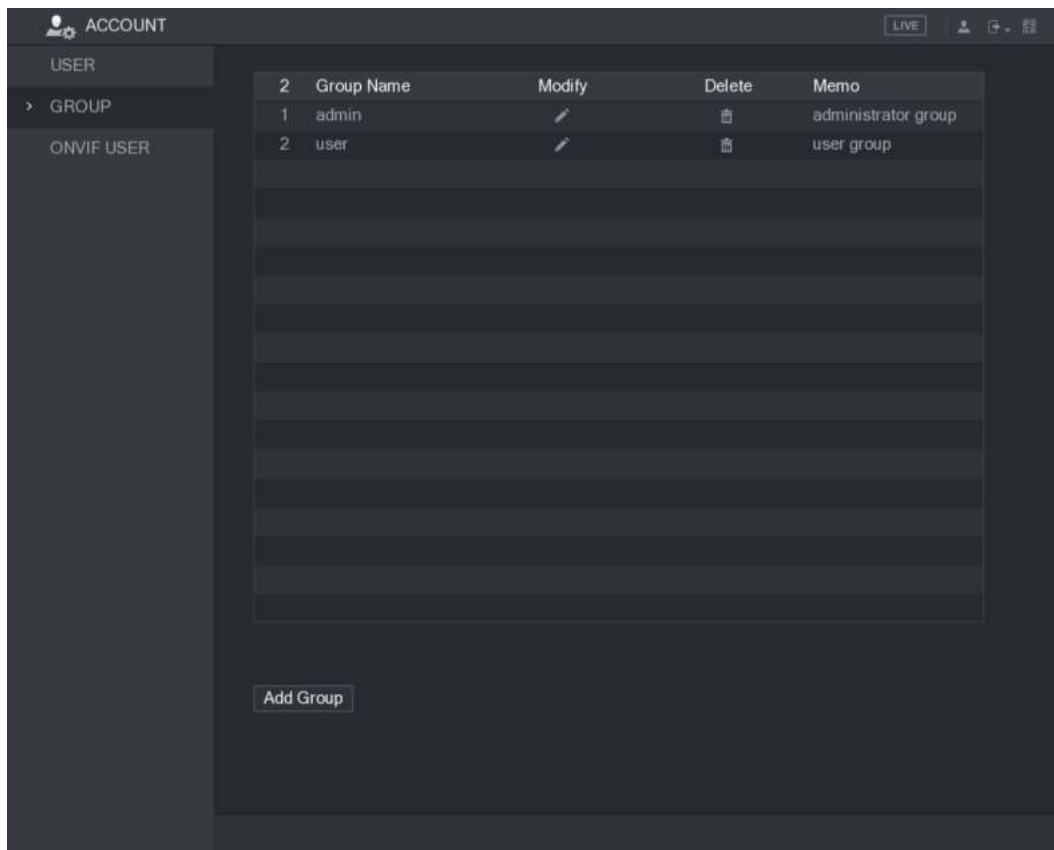 ACCOUNT LIVE
USER
GROUP
ONVIF USER
2 Group Name Modify Delete Memo
1 admin administrator group
2 user user group
Add Group